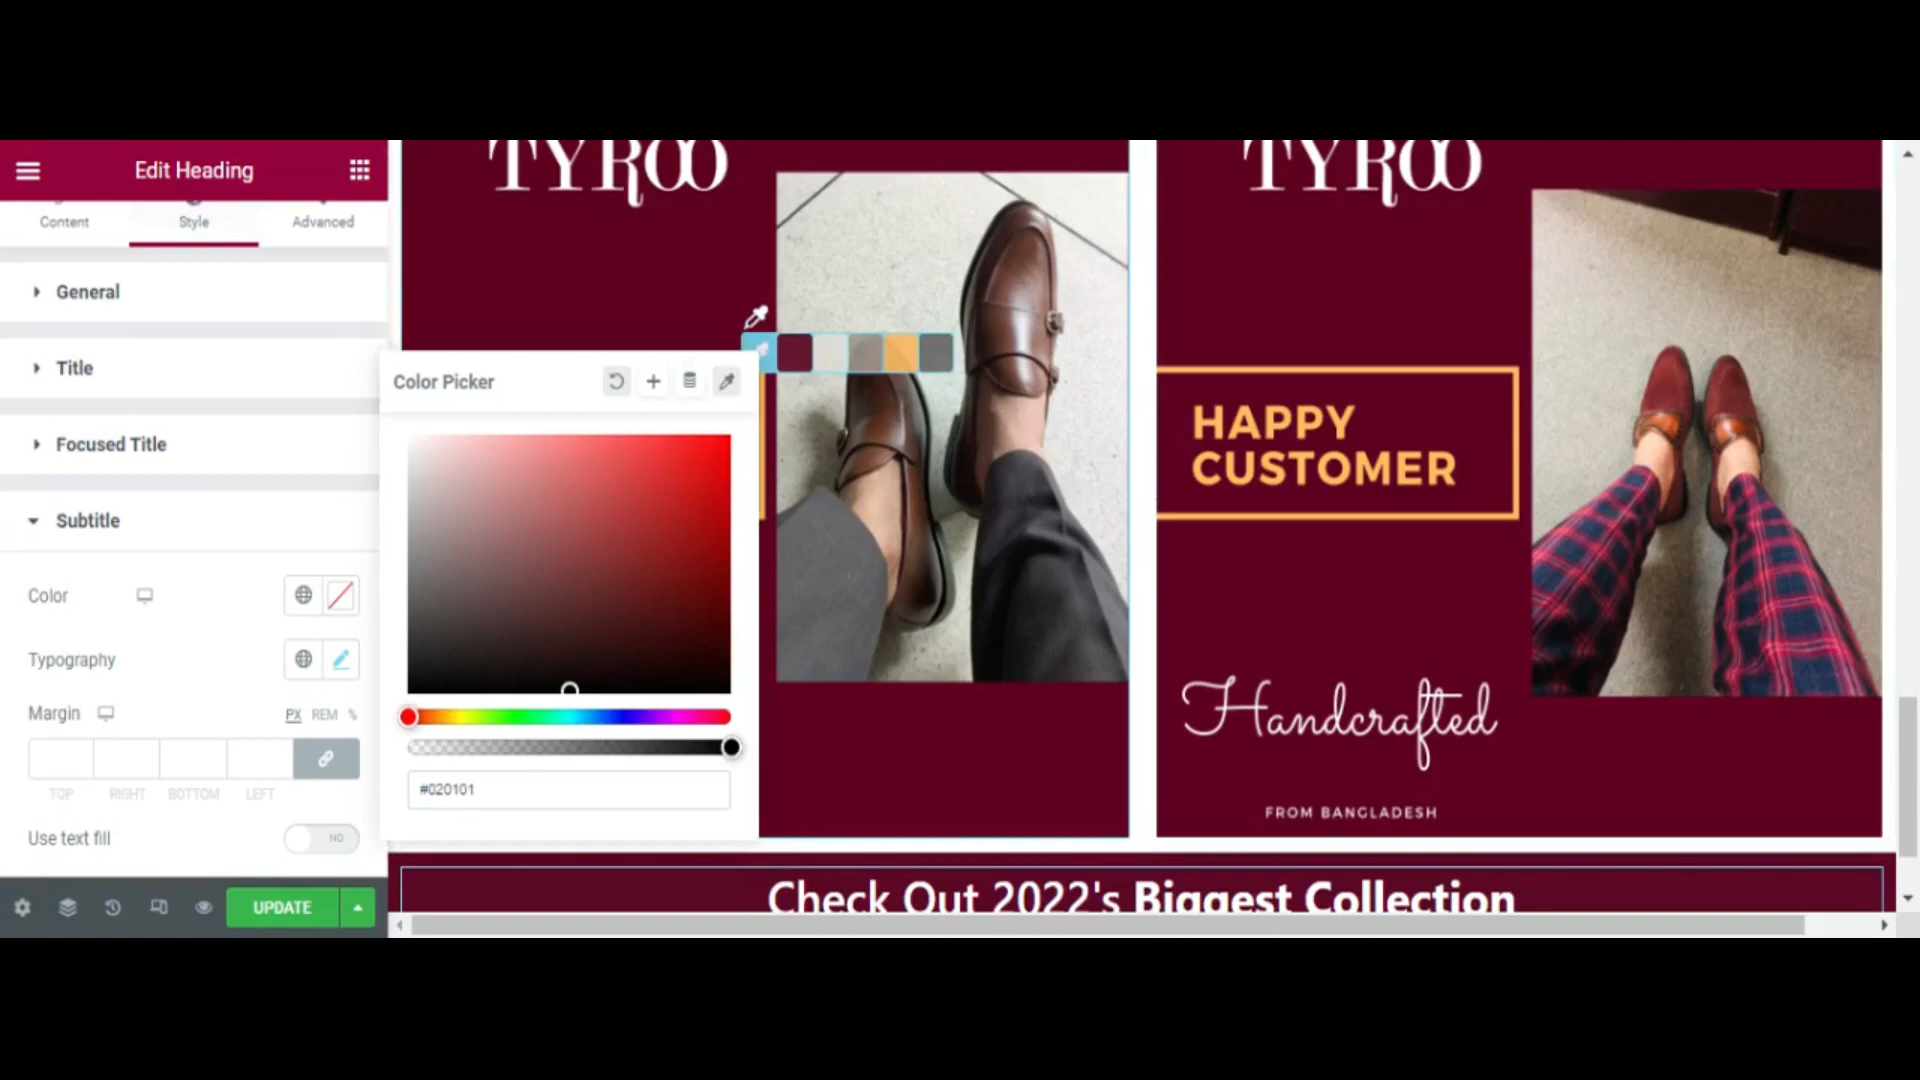 Edit Heading
Content
Style
Advanced
General
Title
Focused Title
Subtitle
Color
Typography
Margin
PX REM %
TOP RIGHT BOTTOM LEFT
Use text fill
NO
UPDATE
Color Picker
#020101
TYROO
TYROO
HAPPY
CUSTOMER
Handcrafted
FROM BANGLADESH
Check Out 2022's Biggest Collection